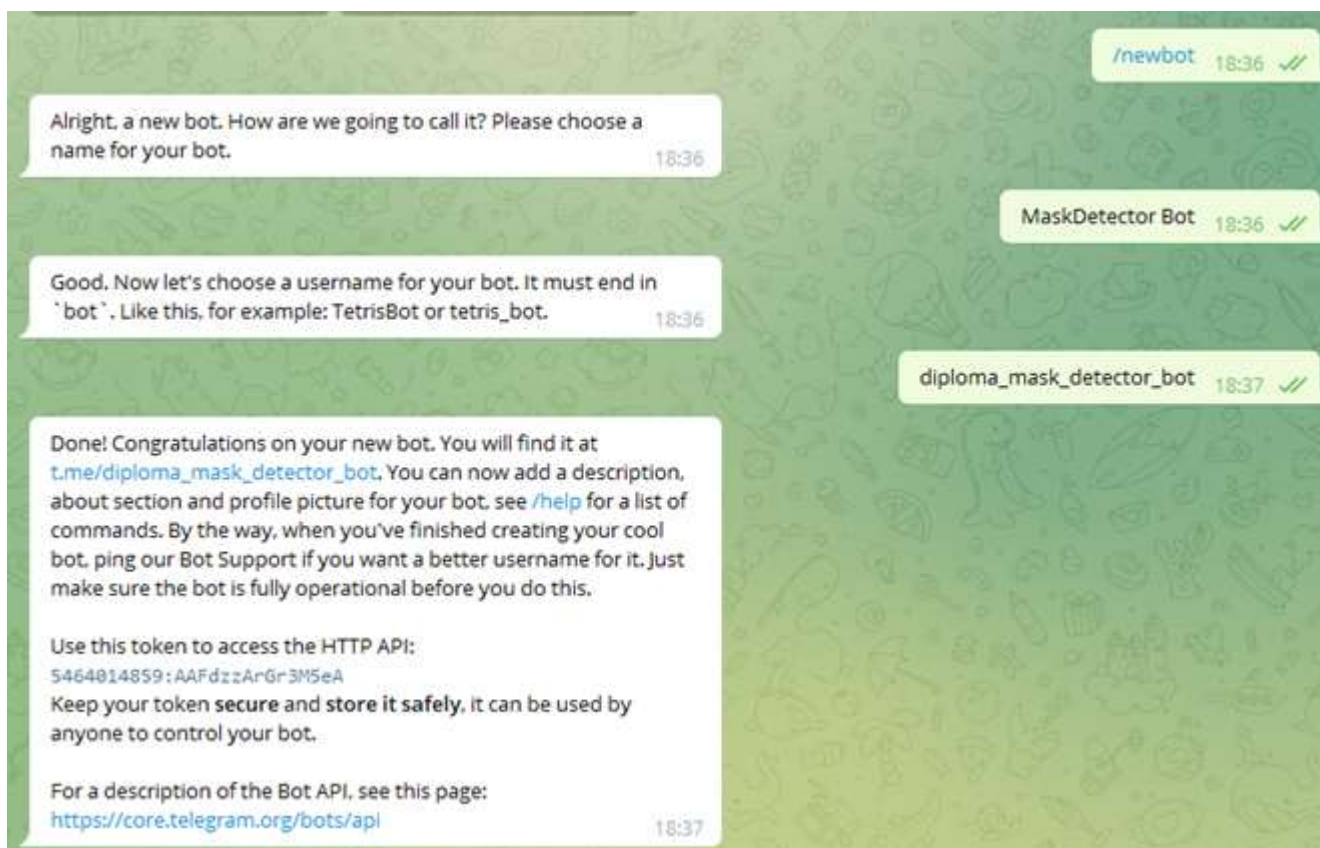 /newbot 18:36
Alright, a new bot. How are we going to call it? Please choose a
name for your bot.
18:36
MaskDetector Bot 18:36
Good. Now let's choose a username for your bot. It must end in
`bot`. Like this, for example: TetrisBot or tetris_bot.
18:36
diploma_mask_detector_bot 18:37
Done! Congratulations on your new bot. You will find it at
t.me/diploma_mask_detector_bot. You can now add a description,
about section and profile picture for your bot, see /help for a list of
commands. By the way, when you've finished creating your cool
bot, ping our Bot Support if you want a better username for it. Just
make sure the bot is fully operational before you do this.
Use this token to access the HTTP API:
5464014859:AAFdzzArGr3M5eA
Keep your token secure and store it safely, it can be used by
anyone to control your bot.
For a description of the Bot API, see this page:
https://core.telegram.org/bots/api
18:37